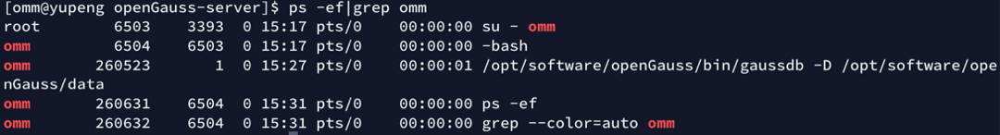 [omm@yupeng openGauss-server]$ ps -ef|grep omm
root        6503    3393  0 15:17 pts/0    00:00:00 su - omm
omm         6504    6503  0 15:17 pts/0    00:00:00 -bash
omm       260523       1  0 15:27 pts/0    00:00:01 /opt/software/openGauss/bin/gaussdb -D /opt/software/ope
nGauss/data
omm       260631    6504  0 15:31 pts/0    00:00:00 ps -ef
omm       260632    6504  0 15:31 pts/0    00:00:00 grep --color=auto omm